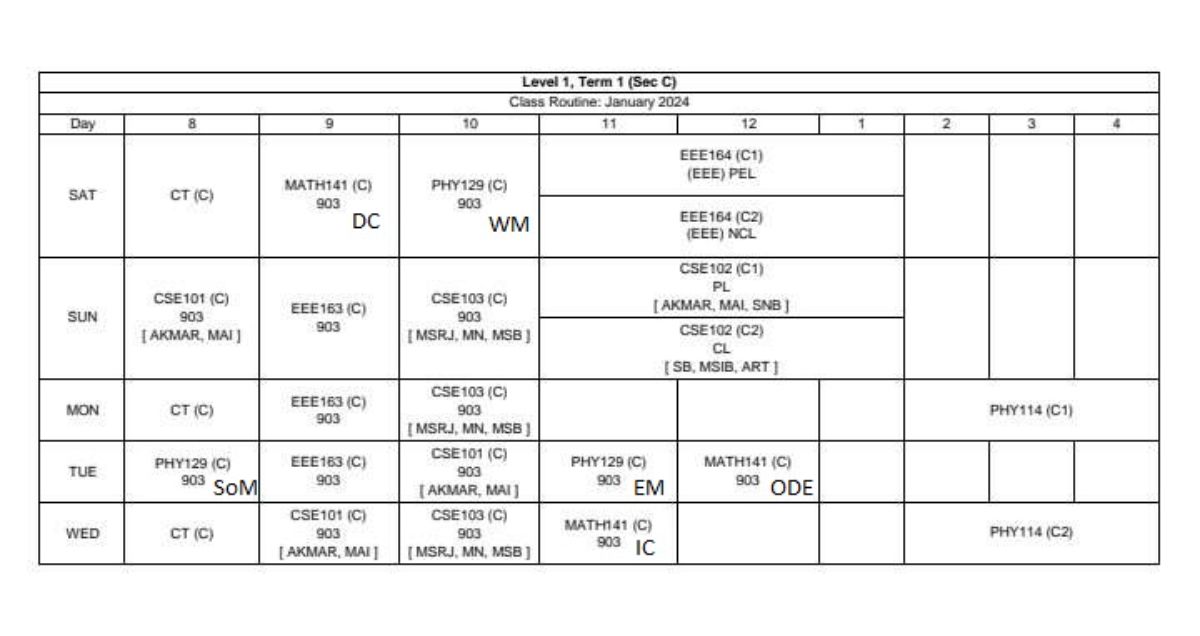 Level 1, Term 1 (Sec C)
Class Routine: January 2024
Day 8 9 10 11 12 1 2 3 4
SAT
CT (C)
MATH141 (C)
903
DC
PHY129 (C)
903
WM
EEE164 (C1)
(EEE) PEL
EEE164 (C2)
(EEE) NCL
SUN
CSE101 (C)
903
[ AKMAR, MAI ]
EEE163 (C)
903
CSE103 (C)
903
[ MSRJ, MN, MSB ]
CSE102 (C1)
PL
[ AKMAR, MAI, SNB ]
CSE102 (C2)
CL
[ SB, MSIB, ART ]
MON
CT (C)
EEE163 (C)
903
CSE103 (C)
903
[ MSRJ, MN, MSB ]
PHY114 (C1)
TUE
PHY129 (C)
903 SoM
EEE163 (C)
903
CSE101 (C)
903
[ AKMAR, MAI ]
PHY129 (C)
903 EM
MATH141 (C)
903 ODE
WED
CT (C)
CSE101 (C)
903
[ AKMAR, MAI ]
CSE103 (C)
903
[ MSRJ, MN, MSB ]
MATH141 (C)
903 IC
PHY114 (C2)